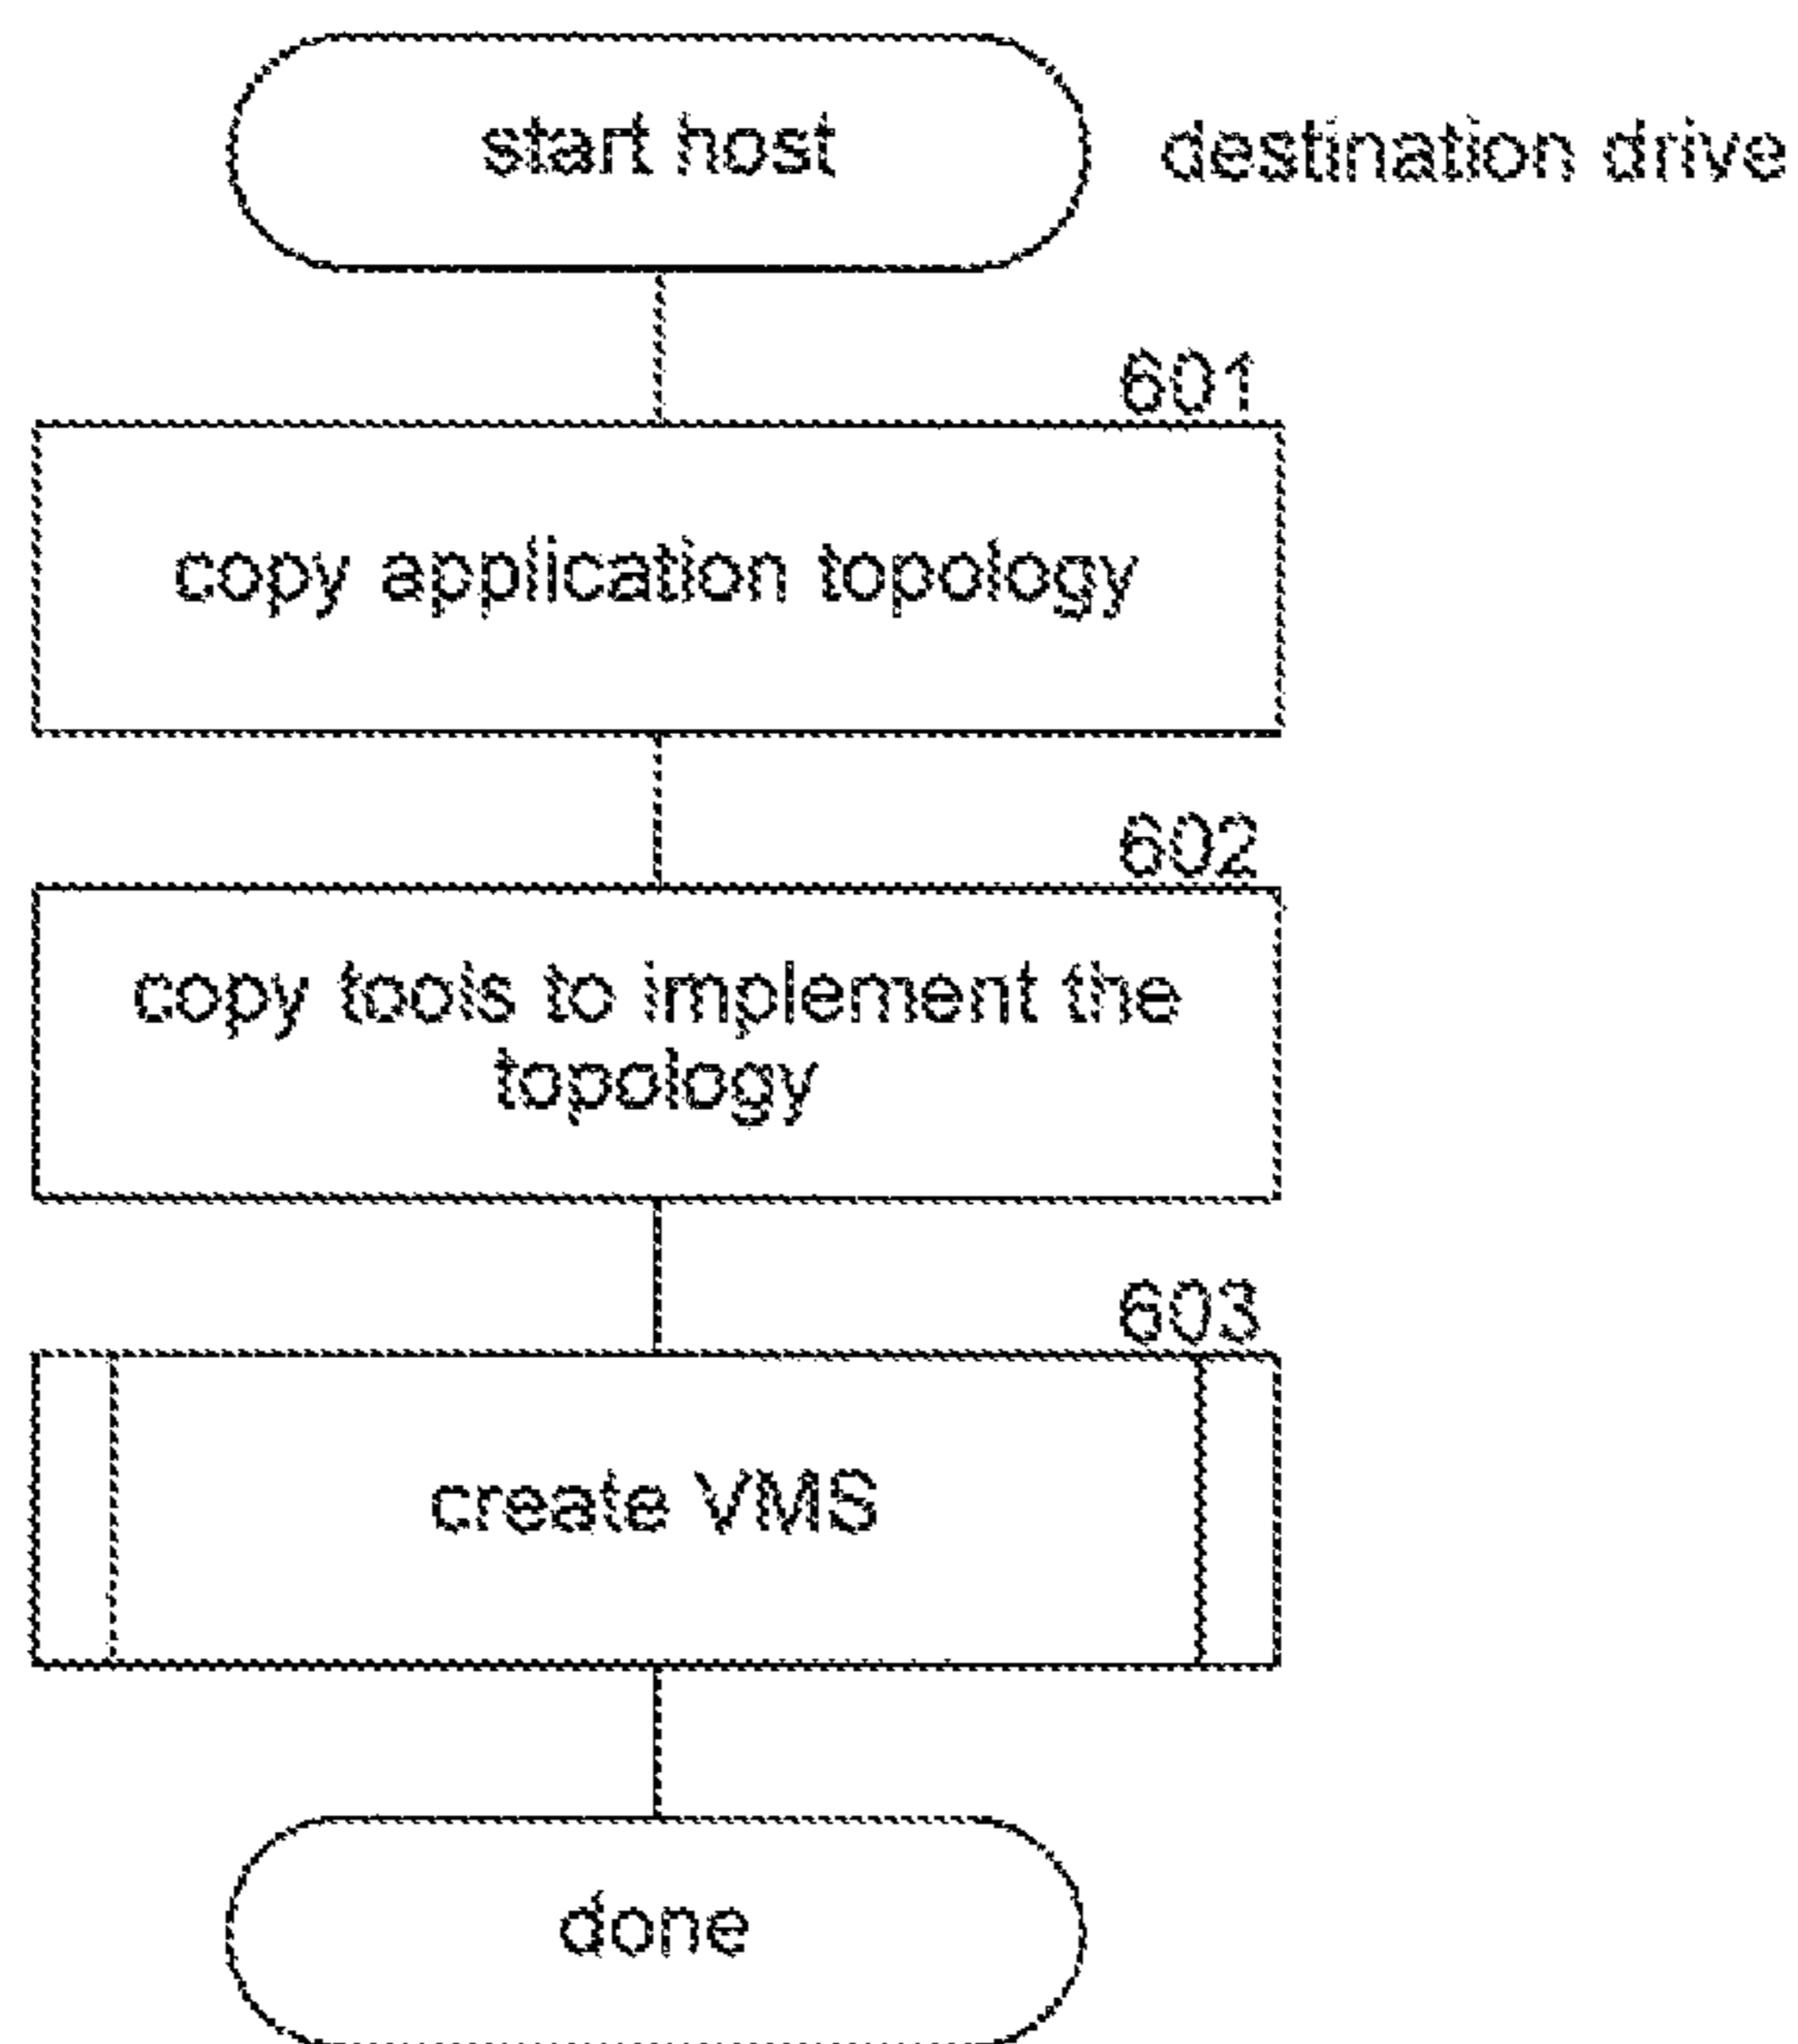 start host
destination drive
601
copy application topology
602
copy tools to implement the
topology
603
create VMS
done